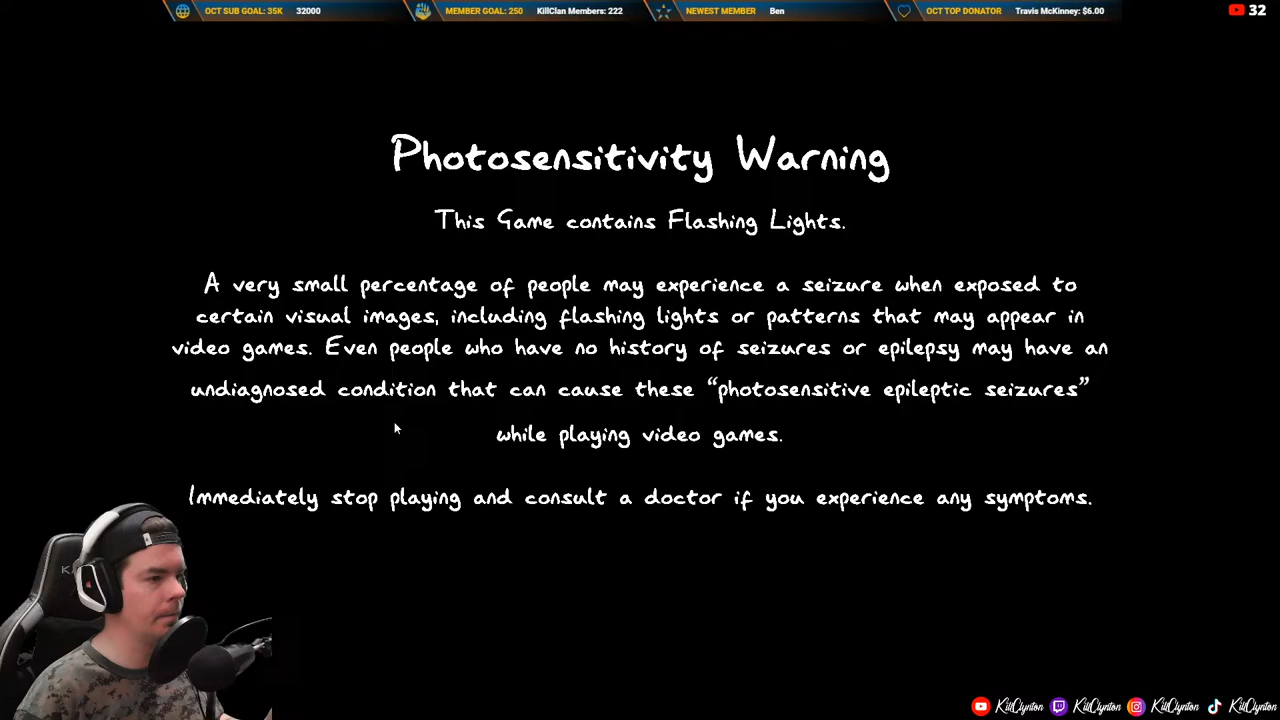 OCT SUB GOAL: 35K 32000 MEMBER GOAL: 250 KillClan Members: 222 NEWEST MEMBER Ben OCT TOP DONATOR Travis McKinney: $6.00 32
Photosensitivity Warning
This Game contains Flashing Lights.
A very small percentage of people may experience a seizure when exposed to
certain visual images, including flashing lights or patterns that may appear in
video games. Even people who have no history of seizures or epilepsy may have an
undiagnosed condition that can cause these “photosensitive epileptic seizures”
while playing video games.
Immediately stop playing and consult a doctor if you experience any symptoms.
KillClynton KillClynton KillClynton KillClynton